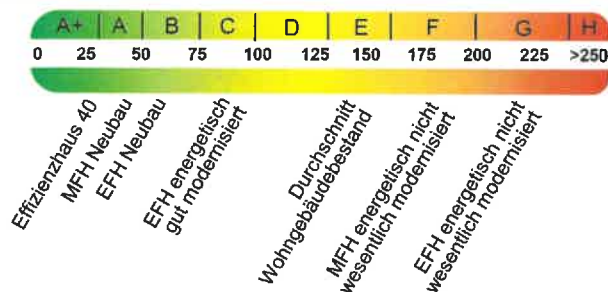 A+ A B C D E F G H
0 25 50 75 100 125 150 175 200 225 >250
Effizienzhaus 40
MFH Neubau
EFH Neubau
EFH energetisch
gut modernisiert
Durchschnitt
Wohngebäudebestand
MFH energetisch nicht
wesentlich modernisiert
EFH energetisch nicht
wesentlich modernisiert